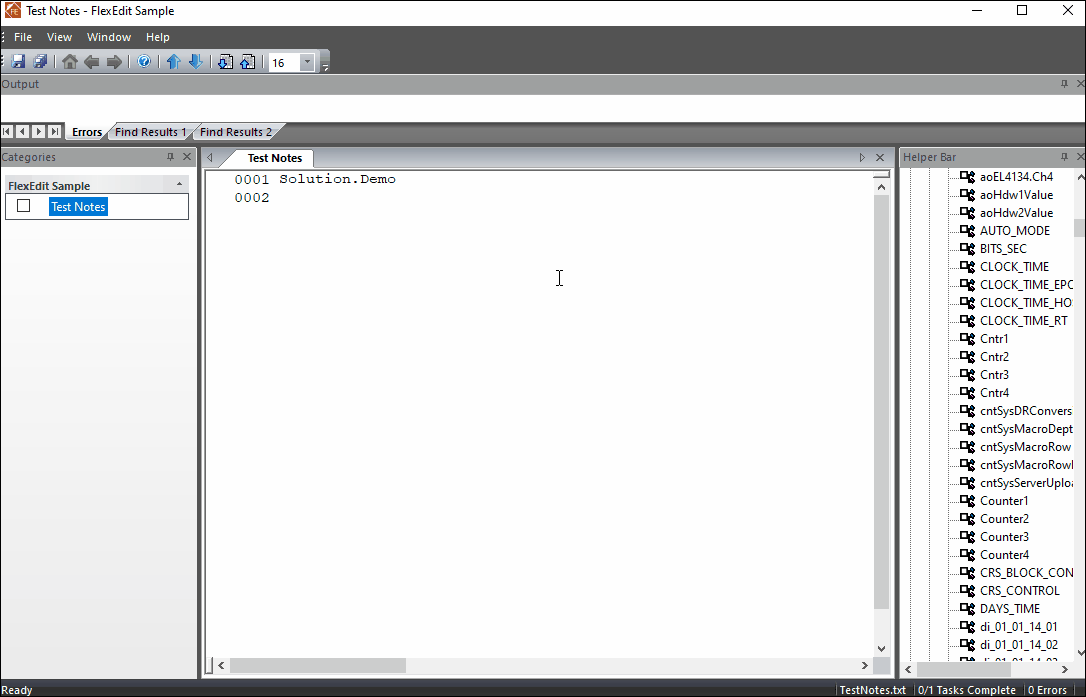 Test Notes - FlexEdit Sample
File View Window Help
16
Output
Errors Find Results 1 Find Results 2
Categories
FlexEdit Sample
Test Notes
Test Notes
0001 Solution.Demo
0002
Helper Bar
aoEL4134.Ch4
aoHdw1Value
aoHdw2Value
AUTO_MODE
BITS_SEC
CLOCK_TIME
CLOCK_TIME_EPO
CLOCK_TIME_HO
CLOCK_TIME_RT
Cntr1
Cntr2
Cntr3
Cntr4
cntSysDRConvers
cntSysMacroDept
cntSysMacroRow
cntSysMacroRow
cntSysServerUploa
Counter1
Counter2
Counter3
Counter4
CRS_BLOCK_CON
CRS_CONTROL
DAYS_TIME
di_01_01_14_01
di_01_01_14_02
Ready
TestNotes.txt 0/1 Tasks Complete 0 Errors